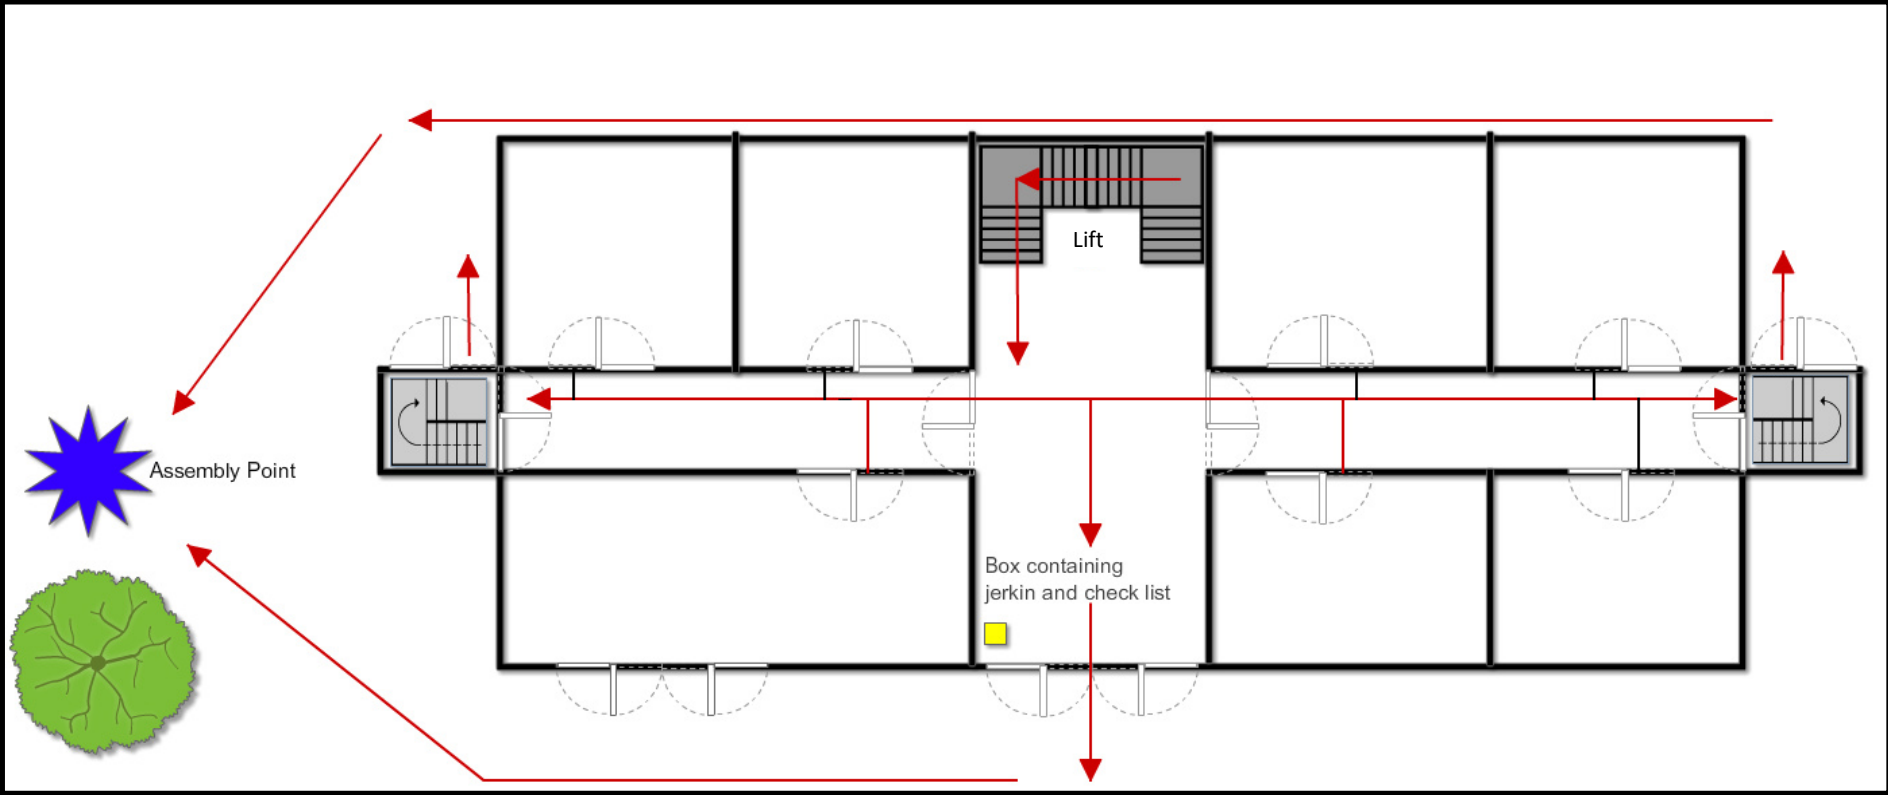 Lift
Assembly Point
Box containing
jerkin and check list